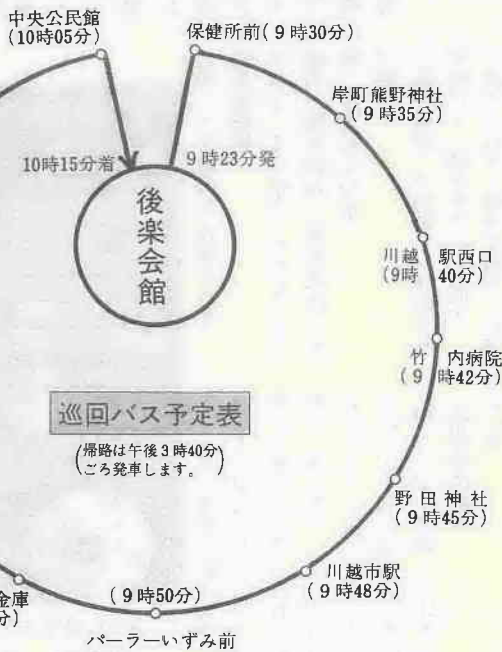 中央公民館
(10時05分)
保健所前(9時30分)
岸町熊野神社
(9時35分)
10時15分着
9時23分発
後楽会館
川越駅西口
(9時40分)
竹内病院
(9時42分)
巡回バス予定表
(帰路は午後3時40分
ごろ発車します。)
野田神社
(9時45分)
川越市駅
(9時48分)
(9時50分)
パーラーいずみ前
金庫
分)